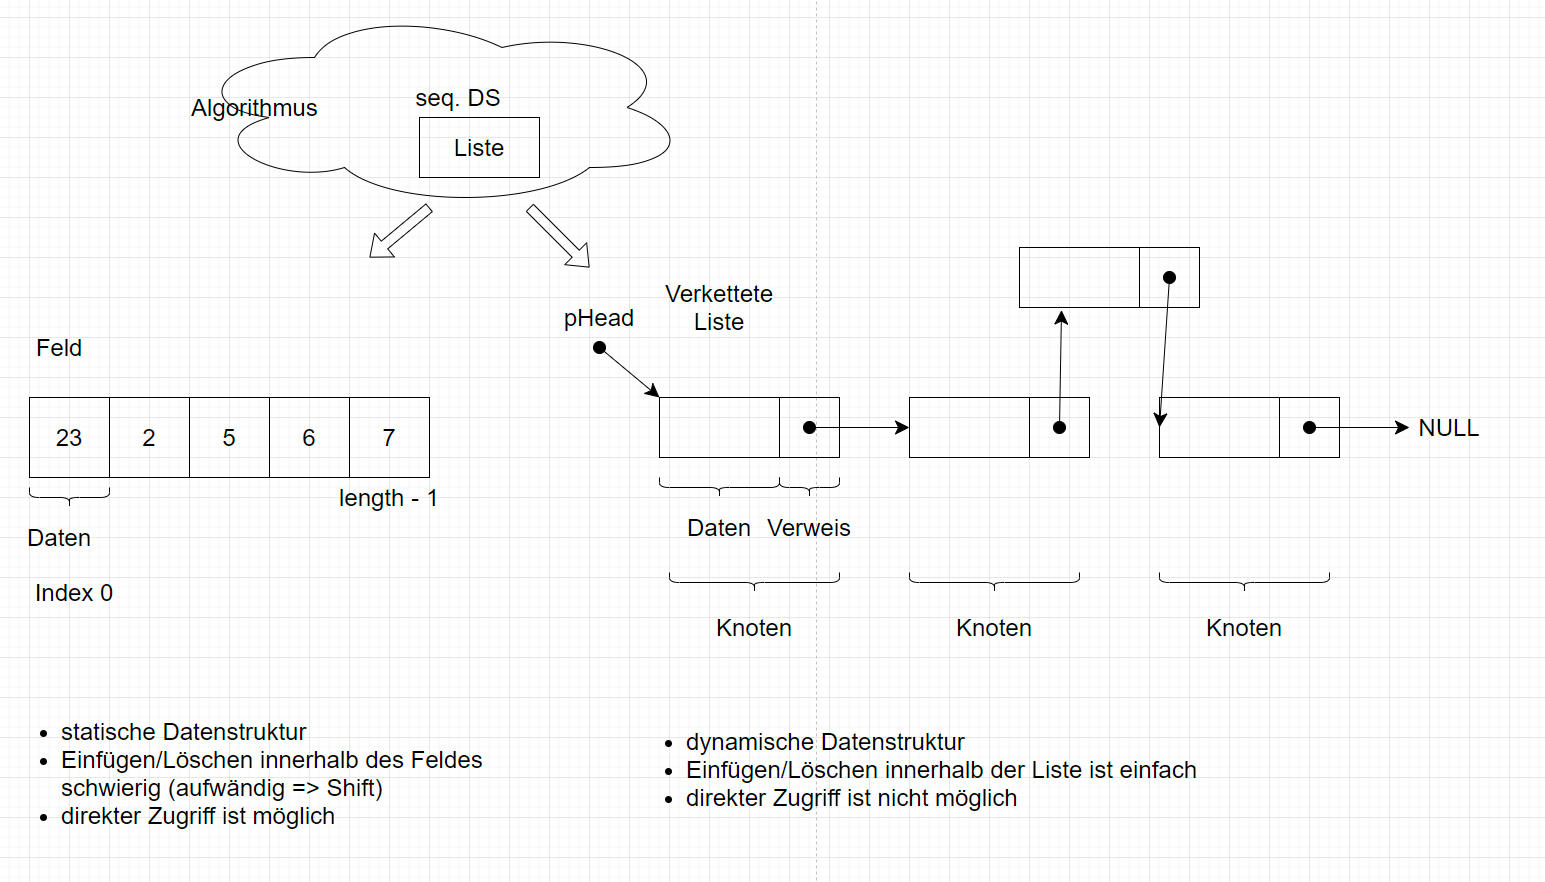 Algorithmus
seq. DS
Liste
pHead
Verkettete
Liste
Feld
23 2 5 6 7
NULL
length - 1
Daten
Index 0
Daten Verweis
Knoten Knoten Knoten
• statische Datenstruktur
• Einfügen/Löschen innerhalb des Feldes
schwierig (aufwändig => Shift)
• direkter Zugriff ist möglich
• dynamische Datenstruktur
• Einfügen/Löschen innerhalb der Liste ist einfach
• direkter Zugriff ist nicht möglich